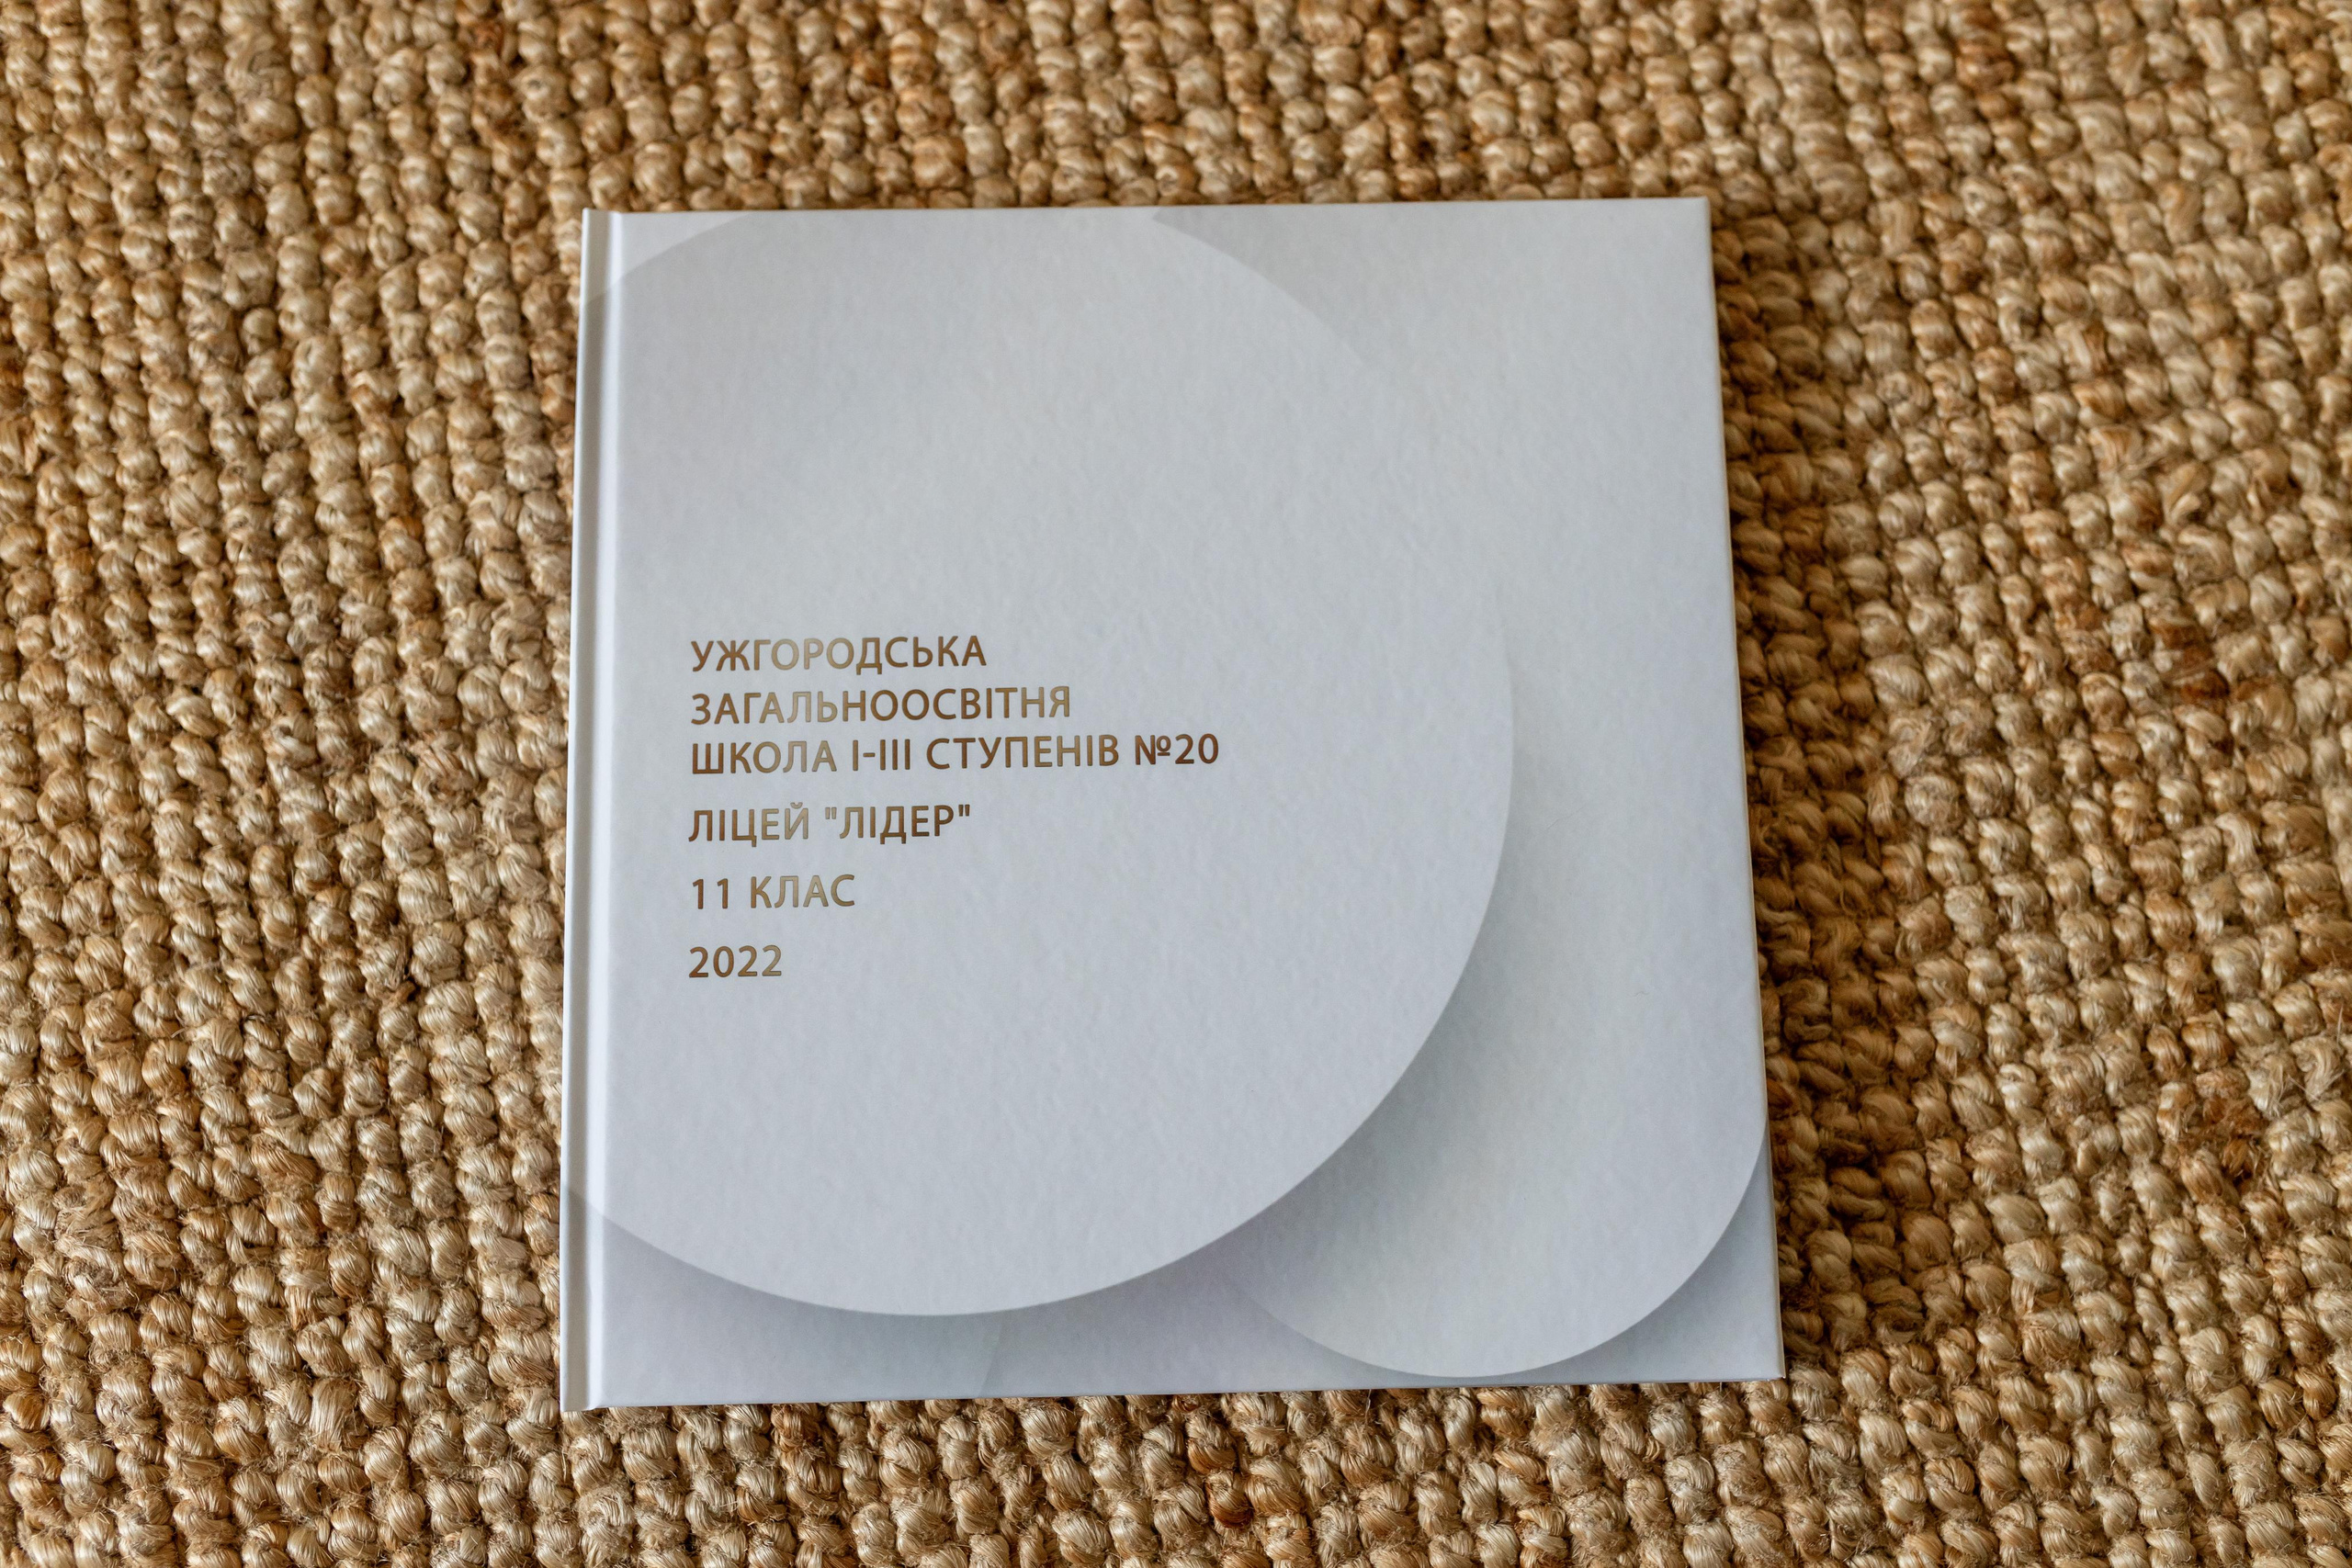 УЖГОРОДСЬКА
ЗАГАЛЬНООСВІТНЯ
ШКОЛА І-ІІІ СТУПЕНІВ №20
ЛІЦЕЙ "ЛІДЕР"
11 КЛАС
2022